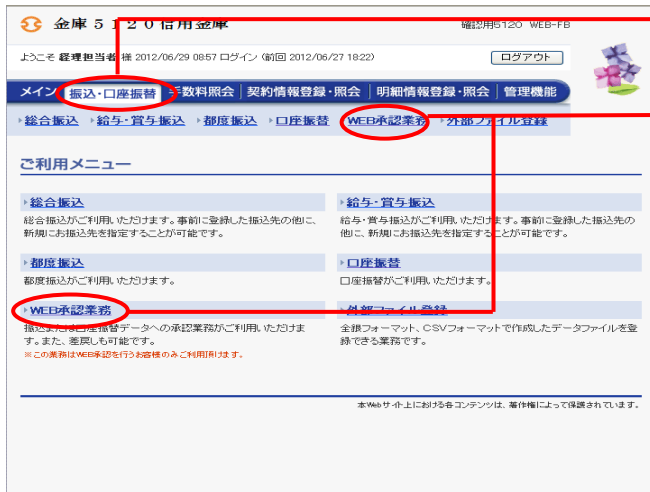 金庫5120信用金庫
確認用5120 WEB-FB
ようこそ 経理担当者 様 2012/06/29 08:57 ログイン (前回 2012/06/27 18:22)
ログアウト
メイン 振込・口座振替 手数料照会 契約情報登録・照会 明細情報登録・照会 管理機能
総合振込 給与・賞与振込 都度振込 口座振替 WEB承認業務 外部ファイル登録
ご利用メニュー
総合振込
総合振込がご利用いただけます。事前に登録した振込先の他に、
新規にお振込先を指定することが可能です。
給与・賞与振込
給与・賞与振込がご利用いただけます。事前に登録した振込先の
他に、新規にお振込先を指定することが可能です。
都度振込
都度振込がご利用いただけます。
口座振替
口座振替がご利用いただけます。
WEB承認業務
振込または口座振替データへの承認業務がご利用いただけま
す。また、差戻しも可能です。
※この業務はWEB承認を行うお客様のみご利用頂けます。
外部ファイル登録
全銀フォーマット、CSVフォーマットで作成したデータファイルを登
録できる業務です。
本Webサイト上における各コンテンツは、著作権によって保護されています。